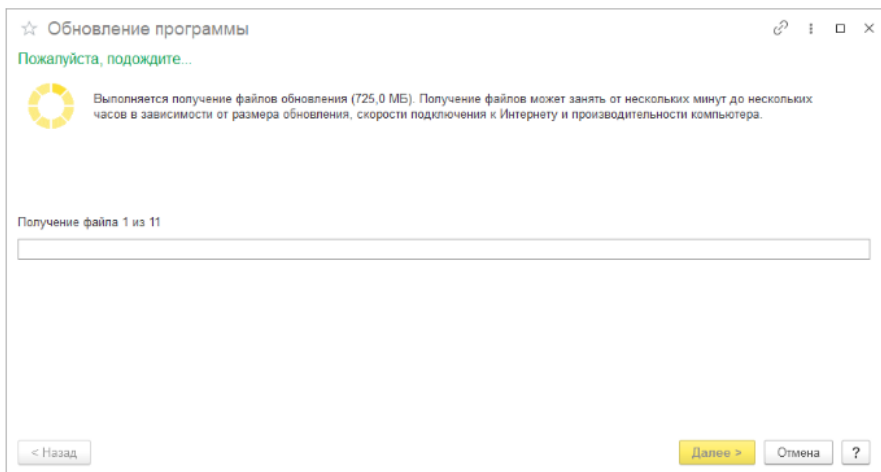 Обновление программы
Пожалуйста, подождите...
Выполняется получение файлов обновления (725,0 МБ). Получение файлов может занять от нескольких минут до нескольких
часов в зависимости от размера обновления, скорости подключения к Интернету и производительности компьютера.
Получение файла 1 из 11
< Назад
Далее >
Отмена
?